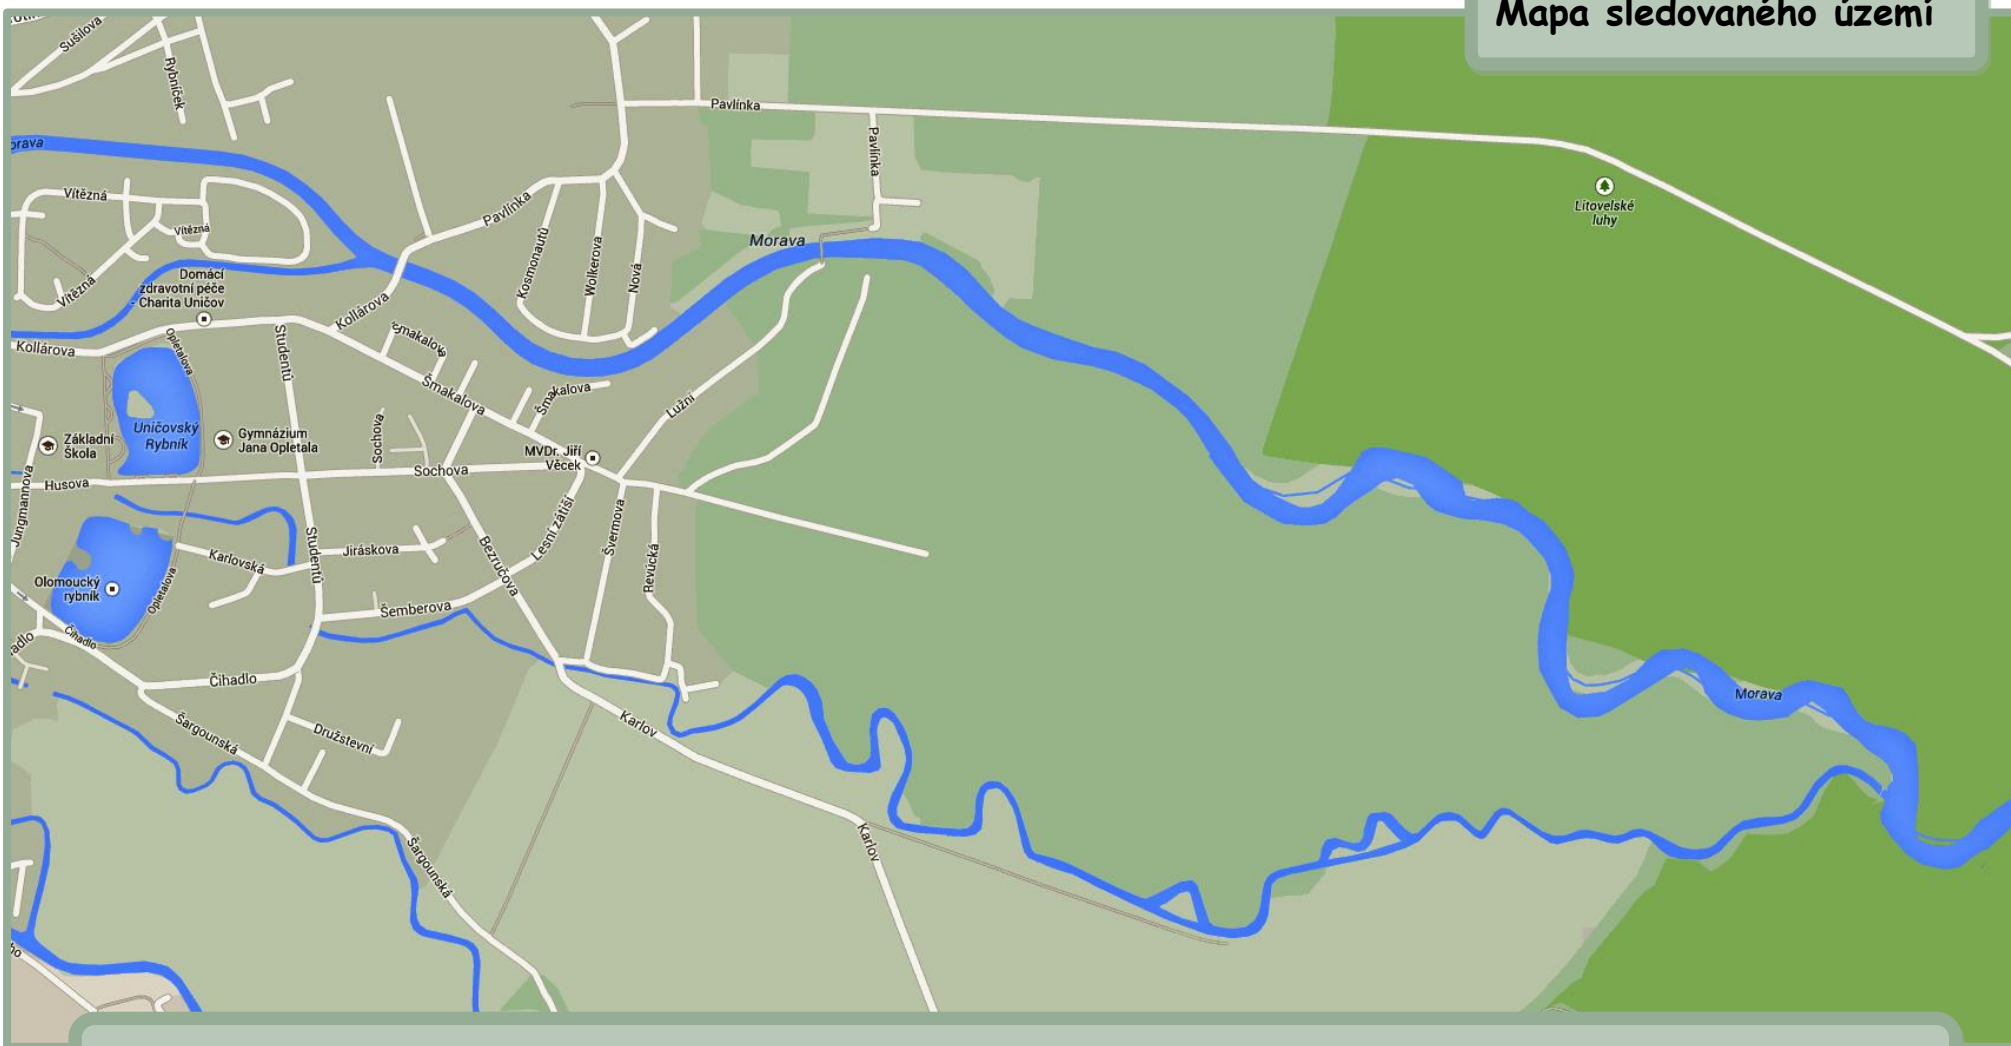 Mapa sledovaného území
Sušilova
Rybníček
Pavlínka
Pavlínka
Litovelské
luhy
Vítězná
Vítězná
Vítězná
Pavlínka
Morava
Domácí
zdravotní péče
- Charita Uničov
Kosmonautů
Wolkerova
Nová
Kollárova
Kollárova
Opletalova
Studentů
Šmakalova
Šmakalova
Šmakalova
Lužní
Uničovský
Rybník
Základní
Škola
Gymnázium
Jana Opletala
Sochova
MVDr. Jiří
Věcek
Sochova
Husova
Jungmannova
Lesní zátiší
Švermova
Revúcká
Studentů
Jiráskova
Karlovská
Bezručova
Olomoucký
rybník
Opletalova
Šemberova
Čihadlo
Čihadlo
Morava
Šargounská
Družstevní
Karlov
Karlov
Šargounská